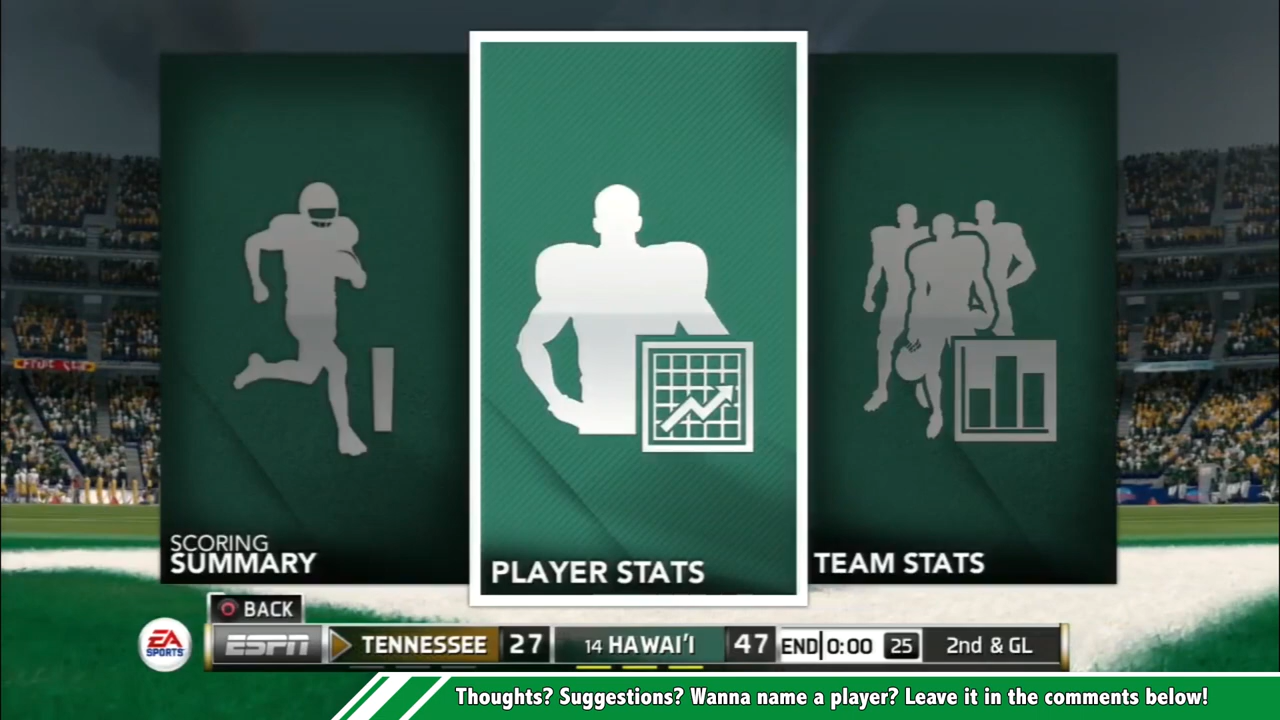 SCORING
SUMMARY
PLAYER STATS
TEAM STATS
BACK
EA
SPORTS
ESPN TENNESSEE 27 14 HAWAI'I 47 END 0:00 25 2nd & GL
Thoughts? Suggestions? Wanna name a player? Leave it in the comments below!